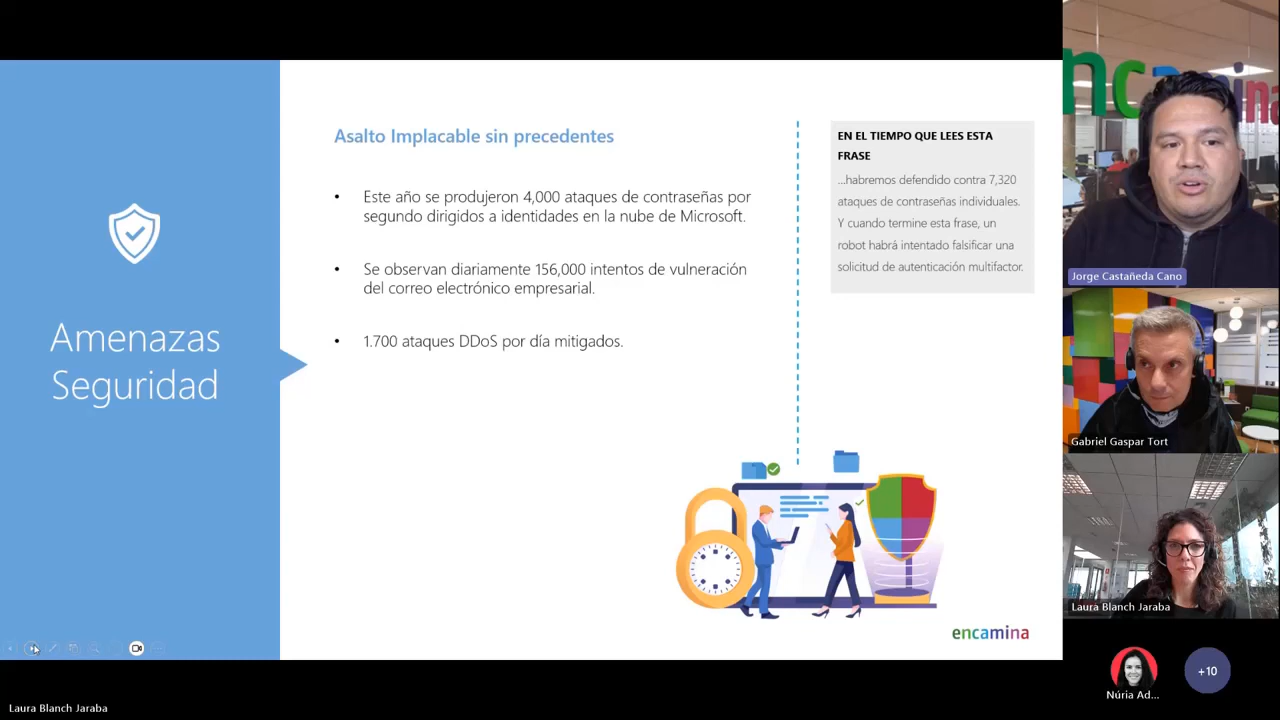 Amenazas
Seguridad
Asalto Implacable sin precedentes
• Este año se produjeron 4,000 ataques de contraseñas por
segundo dirigidos a identidades en la nube de Microsoft.
• Se observan diariamente 156,000 intentos de vulneración
del correo electrónico empresarial.
• 1.700 ataques DDoS por día mitigados.
EN EL TIEMPO QUE LEES ESTA
FRASE
...habremos defendido contra 7,320
ataques de contraseñas individuales.
Y cuando termine esta frase, un
robot habrá intentado falsificar una
solicitud de autenticación multifactor.
encamina
encamina
Jorge Castañeda Cano
Gabriel Gaspar Tort
Laura Blanch Jaraba
Núria Ad...
+10
Laura Blanch Jaraba